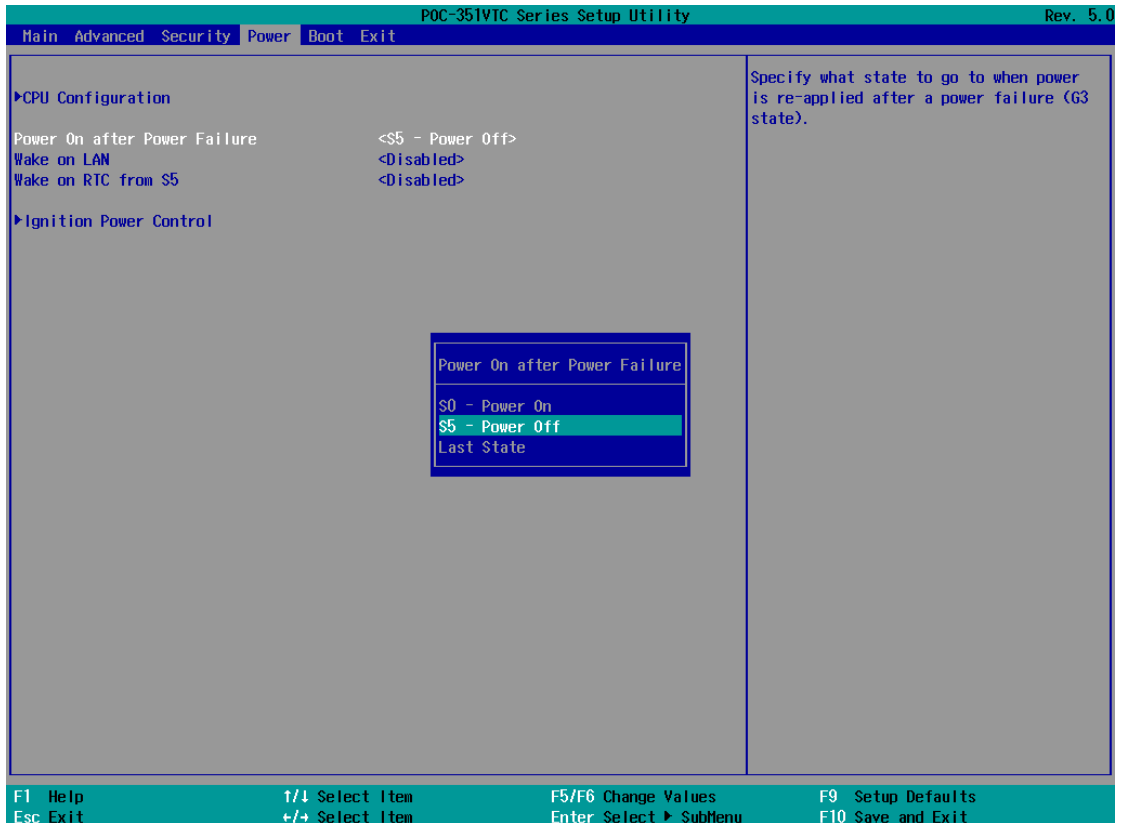 POC-351VTC Series Setup Utility Rev. 5.0
Main Advanced Security Power Boot Exit
▶CPU Configuration
Power On after Power Failure <S5 - Power Off>
Wake on LAN <Disabled>
Wake on RTC from S5 <Disabled>
▶Ignition Power Control
Specify what state to go to when power
is re-applied after a power failure (G3
state).
Power On after Power Failure
S0 - Power On
S5 - Power Off
Last State
F1 Help ↑/↓ Select Item F5/F6 Change Values F9 Setup Defaults
Esc Exit ←/→ Select Item Enter Select ▶ SubMenu F10 Save and Exit